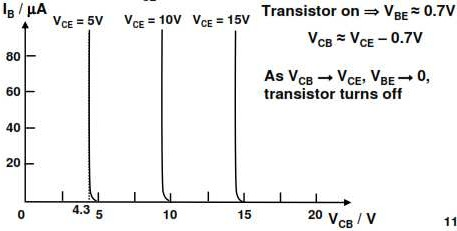 I_B / μA
V_CE = 5V V_CE = 10V V_CE = 15V
Transistor on ⇒ V_BE ≈ 0.7V
V_CB ≈ V_CE − 0.7V
As V_CB → V_CE, V_BE → 0,
transistor turns off
80
60
40
20
0 4.3 5 10 15 20 V_CB / V
11